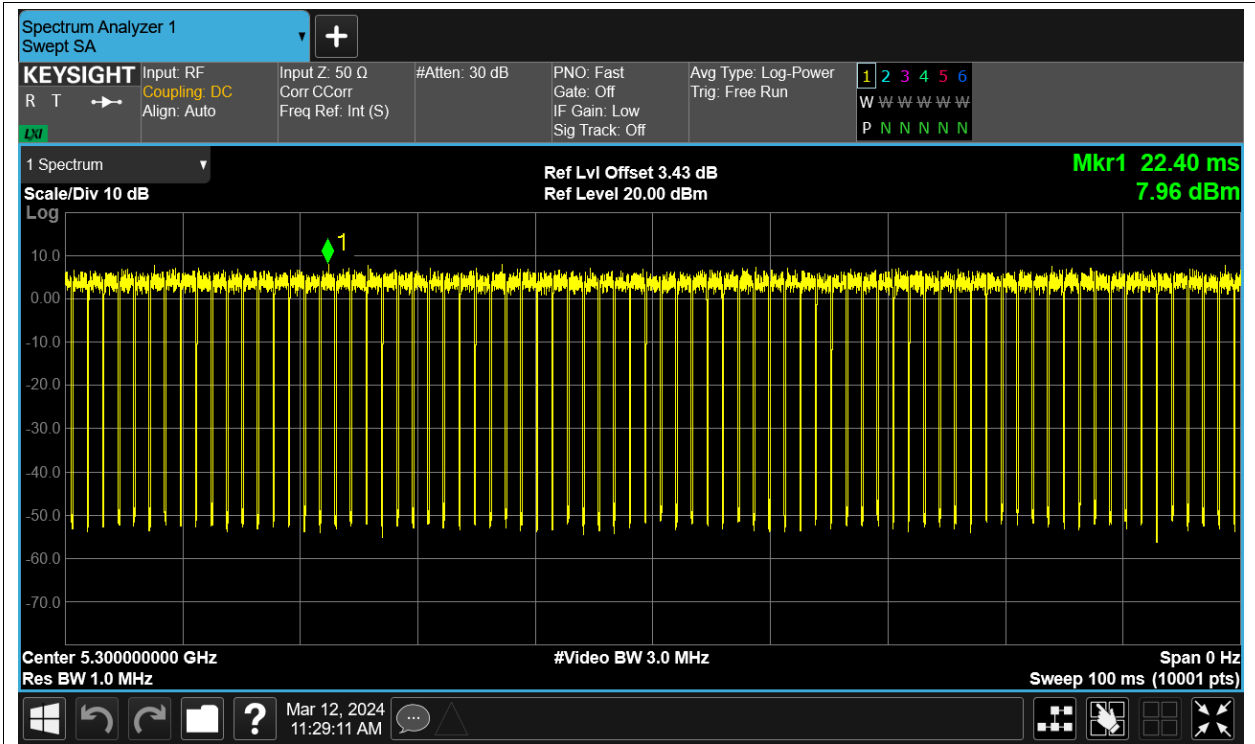 Spectrum Analyzer 1
Swept SA
KEYSIGHT
R T
LXI
Input: RF
Coupling: DC
Align: Auto
Input Z: 50 Ω
Corr CCorr
Freq Ref: Int (S)
#Atten: 30 dB
PNO: Fast
Gate: Off
IF Gain: Low
Sig Track: Off
Avg Type: Log-Power
Trig: Free Run
1 2 3 4 5 6
W W W W W W
P N N N N N
1 Spectrum
Scale/Div 10 dB
Log
Ref Lvl Offset 3.43 dB
Ref Level 20.00 dBm
Mkr1 22.40 ms
7.96 dBm
1
10.0
0.00
-10.0
-20.0
-30.0
-40.0
-50.0
-60.0
-70.0
Center 5.300000000 GHz
Res BW 1.0 MHz
#Video BW 3.0 MHz
Span 0 Hz
Sweep 100 ms (10001 pts)
?
Mar 12, 2024
11:29:11 AM